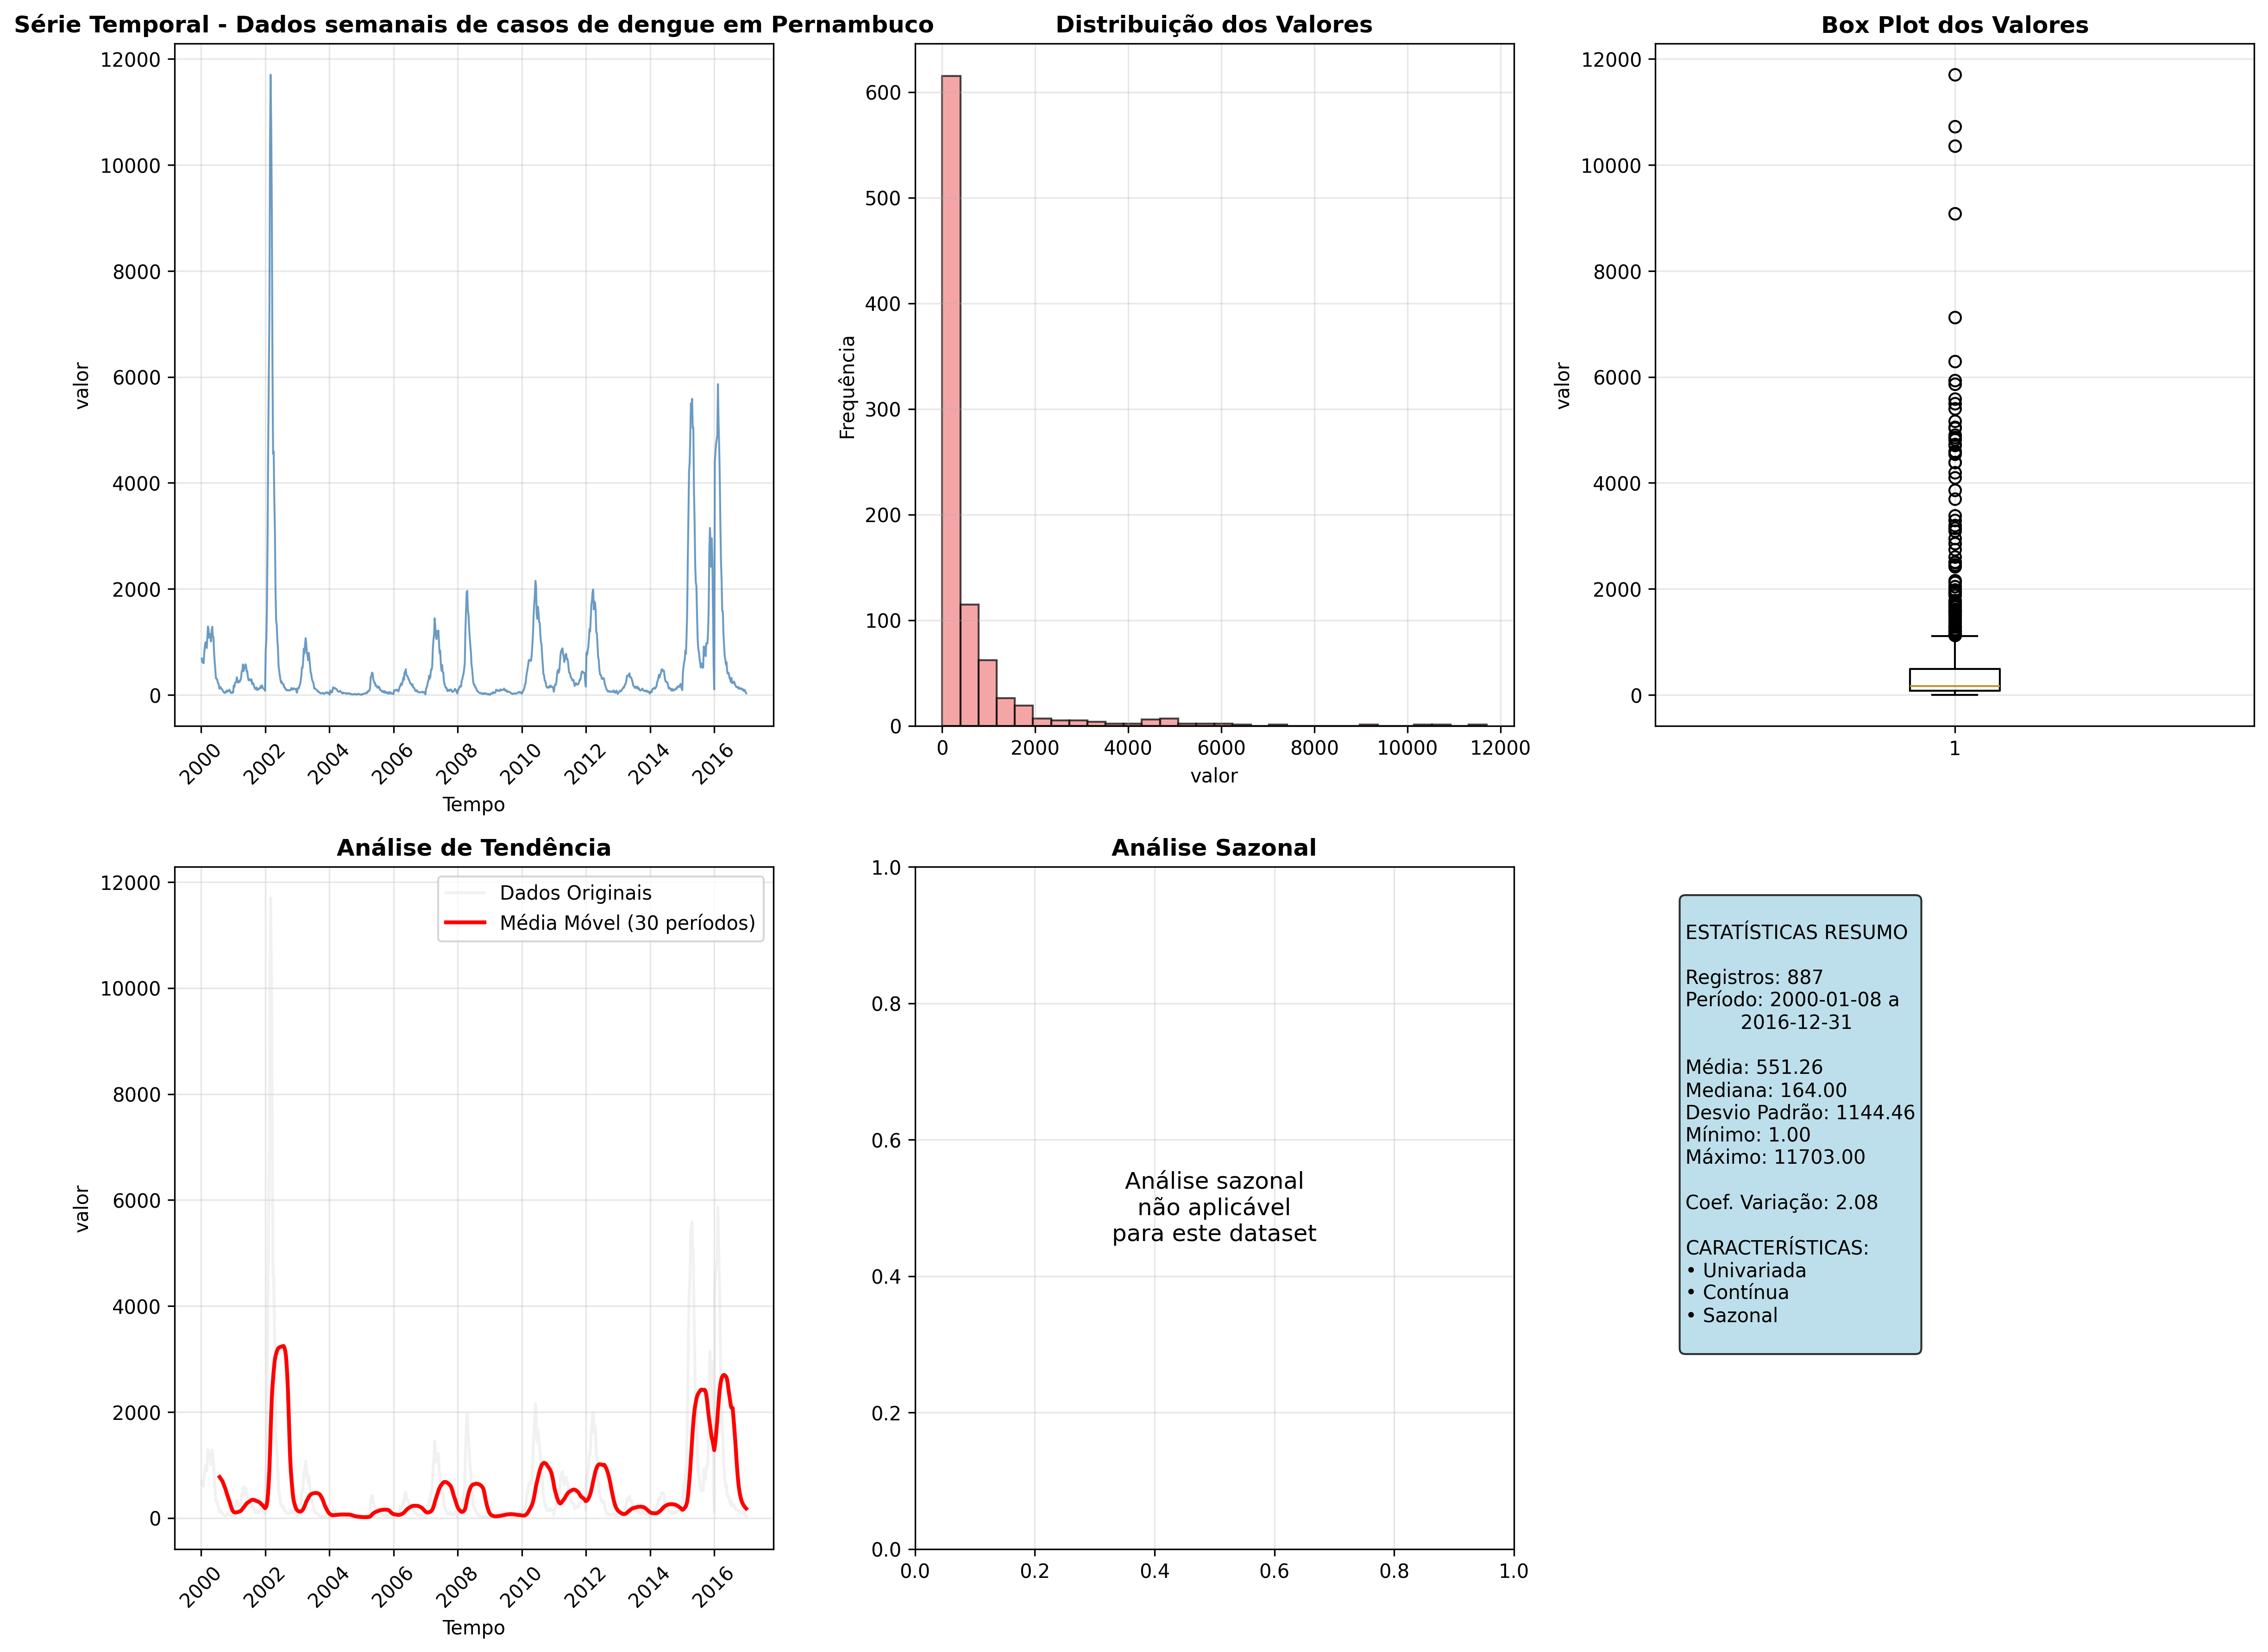 Série Temporal - Dados semanais de casos de dengue em Pernambuco
12000
10000
8000
6000
4000
2000
0
valor
2000
2002
2004
2006
2008
2010
2012
2014
2016
Tempo
Distribuição dos Valores
600
500
400
300
200
100
0
Frequência
0
2000
4000
6000
8000
10000
12000
valor
Box Plot dos Valores
12000
10000
8000
6000
4000
2000
0
valor
1
Análise de Tendência
Dados Originais
Média Móvel (30 períodos)
12000
10000
8000
6000
4000
2000
0
valor
2000
2002
2004
2006
2008
2010
2012
2014
2016
Tempo
Análise Sazonal
1.0
0.8
0.6
0.4
0.2
0.0
Análise sazonal
não aplicável
para este dataset
0.0
0.2
0.4
0.6
0.8
1.0
ESTATÍSTICAS RESUMO
Registros: 887
Período: 2000-01-08 a
2016-12-31
Média: 551.26
Mediana: 164.00
Desvio Padrão: 1144.46
Mínimo: 1.00
Máximo: 11703.00
Coef. Variação: 2.08
CARACTERÍSTICAS:
• Univariada
• Contínua
• Sazonal